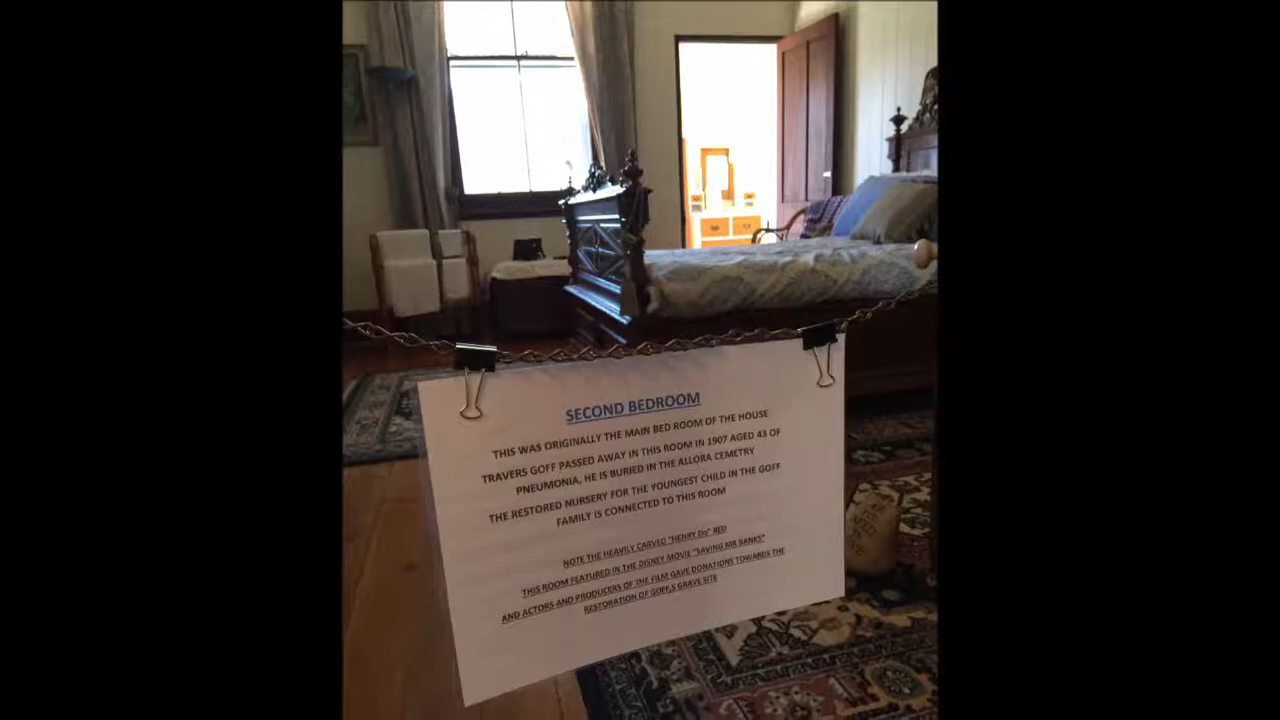 SECOND BEDROOM
THIS WAS ORIGINALLY THE MAIN BED ROOM OF THE HOUSE
TRAVERS GOFF PASSED AWAY IN THIS ROOM IN 1907 AGED 43 OF
PNEUMONIA, HE IS BURIED IN THE ALLORA CEMETRY
THE RESTORED NURSERY FOR THE YOUNGEST CHILD IN THE GOFF
FAMILY IS CONNECTED TO THIS ROOM
NOTE THE HEAVILY CARVED "HENRY Du" BED
THIS ROOM FEATURED IN THE DISNEY MOVIE "SAVING MR BANKS"
AND ACTORS AND PRODUCERS OF THE FILM GAVE DONATIONS TOWARDS THE
RESTORATION OF GOFF,S GRAVE SITE